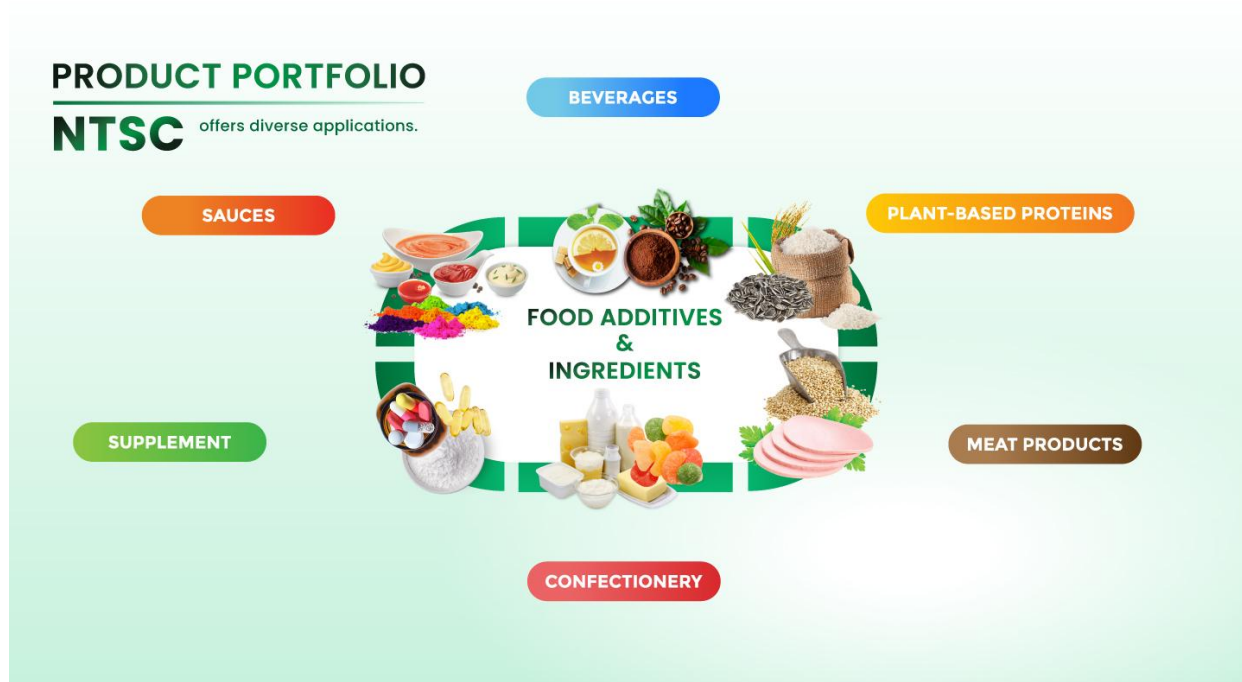 PRODUCT PORTFOLIO
NTSC offers diverse applications.
BEVERAGES
SAUCES
PLANT-BASED PROTEINS
FOOD ADDITIVES
&
INGREDIENTS
SUPPLEMENT
MEAT PRODUCTS
CONFECTIONERY